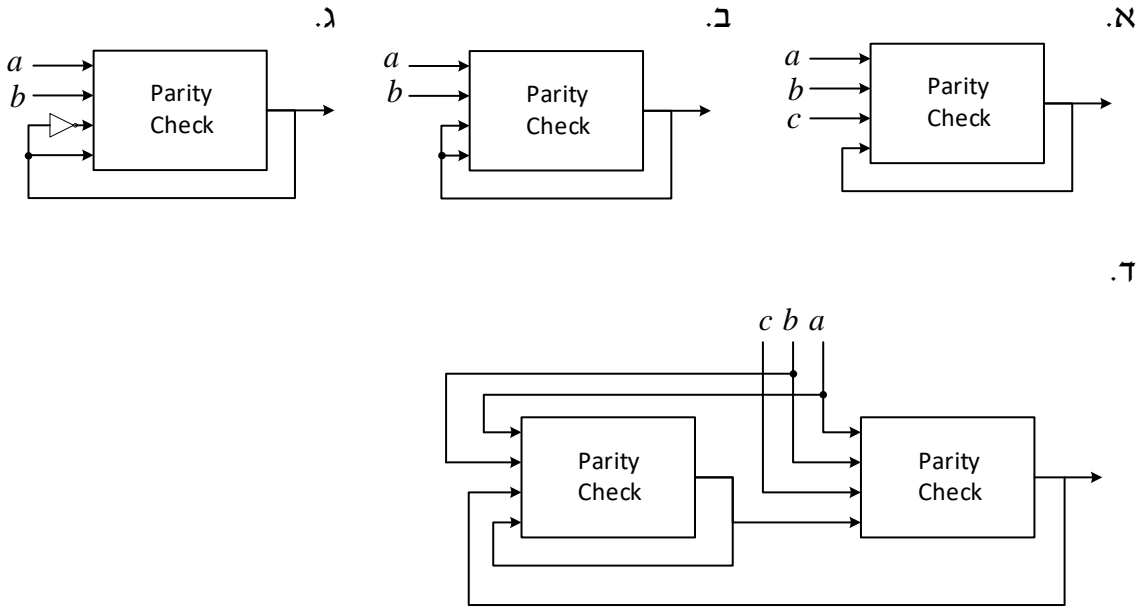 א.
a
b
c
Parity
Check
ב.
a
b
Parity
Check
ג.
a
b
Parity
Check
ד.
c b a
Parity
Check
Parity
Check